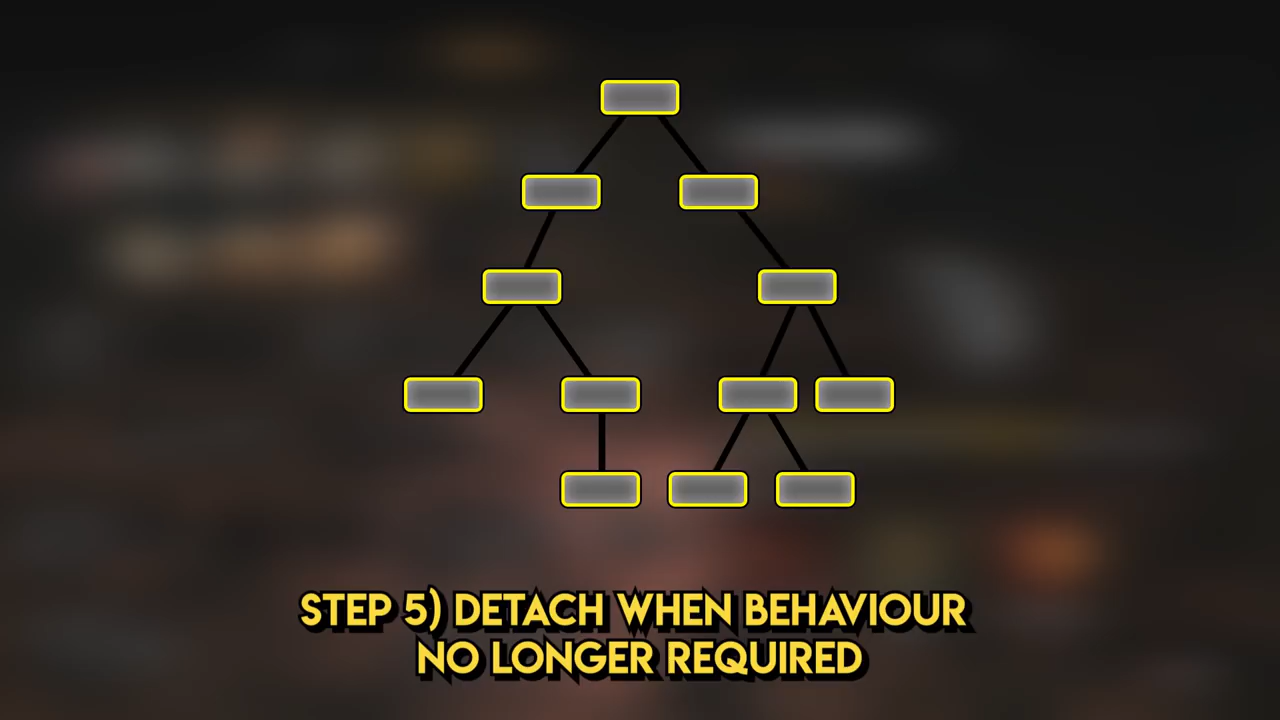 STEP 5) DETACH WHEN BEHAVIOUR
NO LONGER REQUIRED